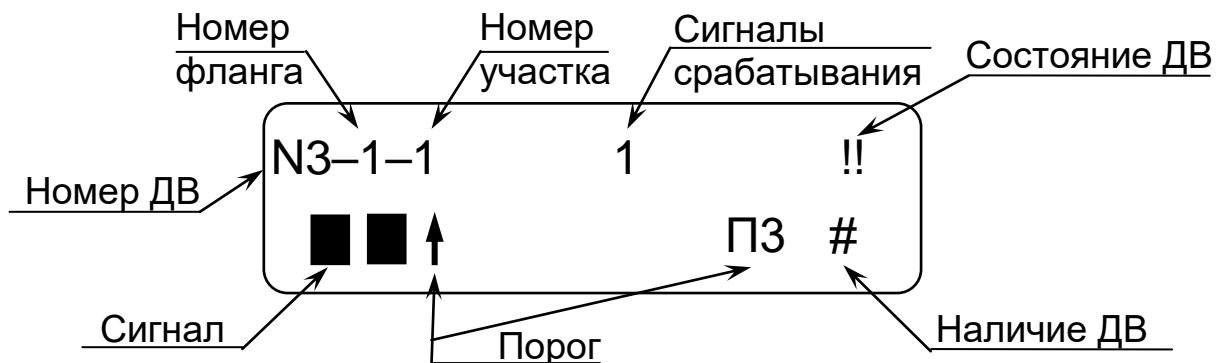 Номер фланга
Номер участка
Сигналы срабатывания
Состояние ДВ
N3–1–1 1 !!
Номер ДВ
П3 #
Сигнал
Порог
Наличие ДВ